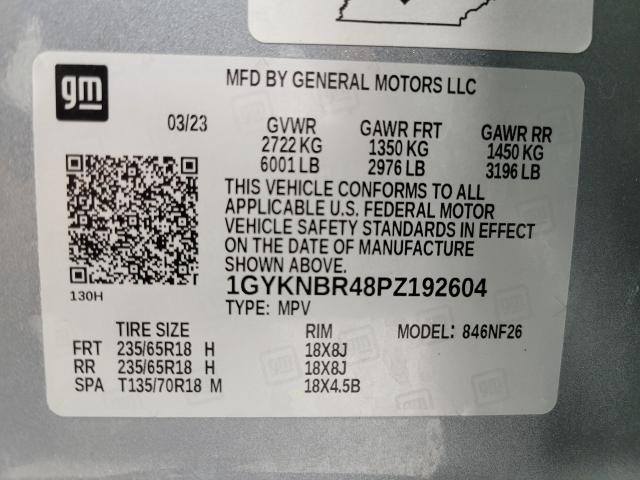 gm
MFD BY GENERAL MOTORS LLC
03/23
GVWR GAWR FRT GAWR RR
2722 KG 1350 KG 1450 KG
6001 LB 2976 LB 3196 LB
THIS VEHICLE CONFORMS TO ALL
APPLICABLE U.S. FEDERAL MOTOR
VEHICLE SAFETY STANDARDS IN EFFECT
ON THE DATE OF MANUFACTURE
SHOWN ABOVE.
1GYKNBR48PZ192604
130H
TYPE: MPV
TIRE SIZE RIM MODEL: 846NF26
FRT 235/65R18 H 18X8J
RR 235/65R18 H 18X8J
SPA T135/70R18 M 18X4.5B